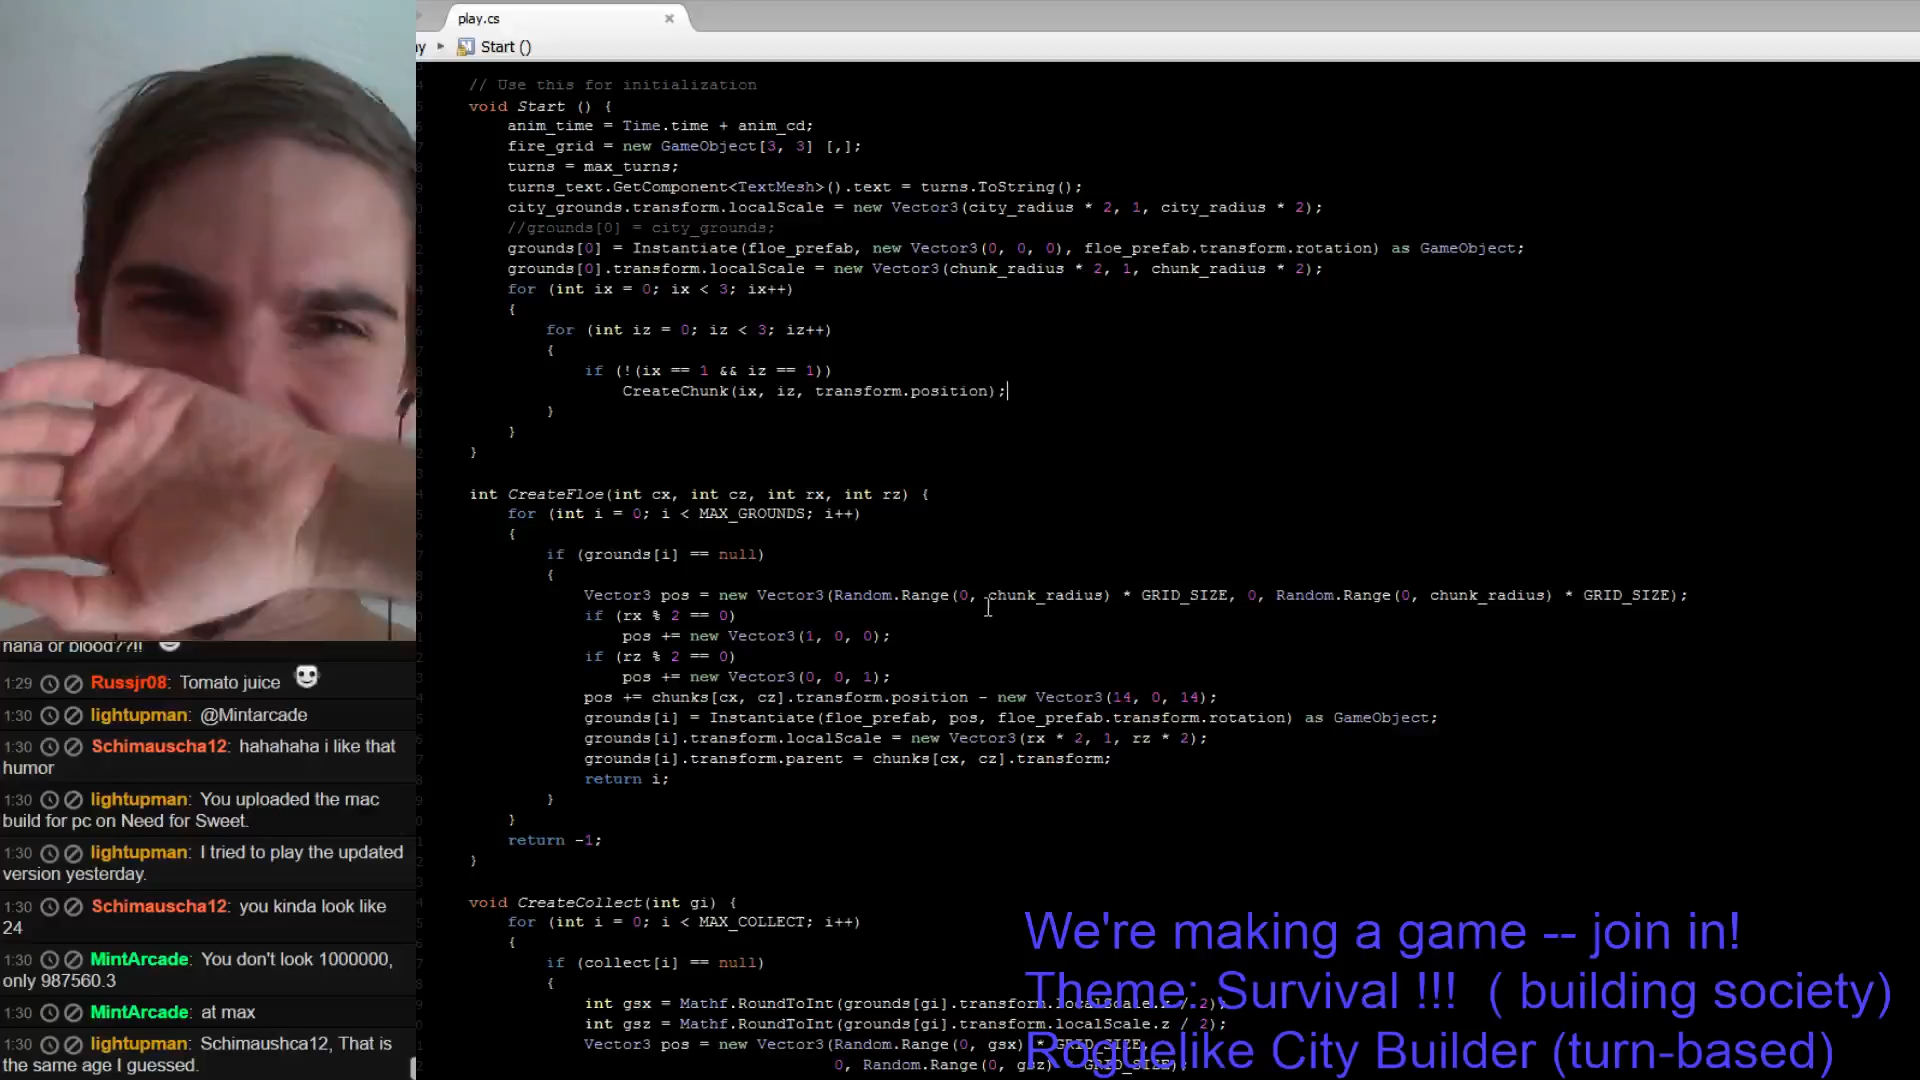 play.cs
Start ()
// Use this for initialization
void Start () {
anim_time = Time.time + anim_cd;
fire_grid = new GameObject[3, 3] [,];
turns = max_turns;
turns_text.GetComponent<TextMesh>().text = turns.ToString();
city_grounds.transform.localScale = new Vector3(city_radius * 2, 1, city_radius * 2);
//grounds[0] = city_grounds;
grounds[0] = Instantiate(floe_prefab, new Vector3(0, 0, 0), floe_prefab.transform.rotation) as GameObject;
grounds[0].transform.localScale = new Vector3(chunk_radius * 2, 1, chunk_radius * 2);
for (int ix = 0; ix < 3; ix++)
{
for (int iz = 0; iz < 3; iz++)
{
if (!(ix == 1 && iz == 1))
CreateChunk(ix, iz, transform.position);
}
}
}
int CreateFloe(int cx, int cz, int rx, int rz) {
for (int i = 0; i < MAX_GROUNDS; i++)
{
if (grounds[i] == null)
{
Vector3 pos = new Vector3(Random.Range(0, chunk_radius) * GRID_SIZE, 0, Random.Range(0, chunk_radius) * GRID_SIZE);
if (rx % 2 == 0)
pos += new Vector3(1, 0, 0);
if (rz % 2 == 0)
pos += new Vector3(0, 0, 1);
pos += chunks[cx, cz].transform.position - new Vector3(14, 0, 14);
grounds[i] = Instantiate(floe_prefab, pos, floe_prefab.transform.rotation) as GameObject;
grounds[i].transform.localScale = new Vector3(rx * 2, 1, rz * 2);
grounds[i].transform.parent = chunks[cx, cz].transform;
return i;
}
}
return -1;
}
void CreateCollect(int gi) {
for (int i = 0; i < MAX_COLLECT; i++)
{
if (collect[i] == null)
{
int gsx = Mathf.RoundToInt(grounds[gi].transform.localScale.x / 2);
int gsz = Mathf.RoundToInt(grounds[gi].transform.localScale.z / 2);
Vector3 pos = new Vector3(Random.Range(0, gsx) * GRID_SIZE,
0, Random.Range(0, gsz) * GRID_SIZE);
We're making a game -- join in!
Theme: Survival !!! ( building society)
Roguelike City Builder (turn-based)
nana or blood??!!
1:29 Russjr08: Tomato juice
1:30 lightupman: @Mintarcade
1:30 Schimauscha12: hahahaha i like that
humor
1:30 lightupman: You uploaded the mac
build for pc on Need for Sweet.
1:30 lightupman: I tried to play the updated
version yesterday.
1:30 Schimauscha12: you kinda look like
24
1:30 MintArcade: You don't look 1000000,
only 987560.3
1:30 MintArcade: at max
1:30 lightupman: Schimaushca12, That is
the same age I guessed.